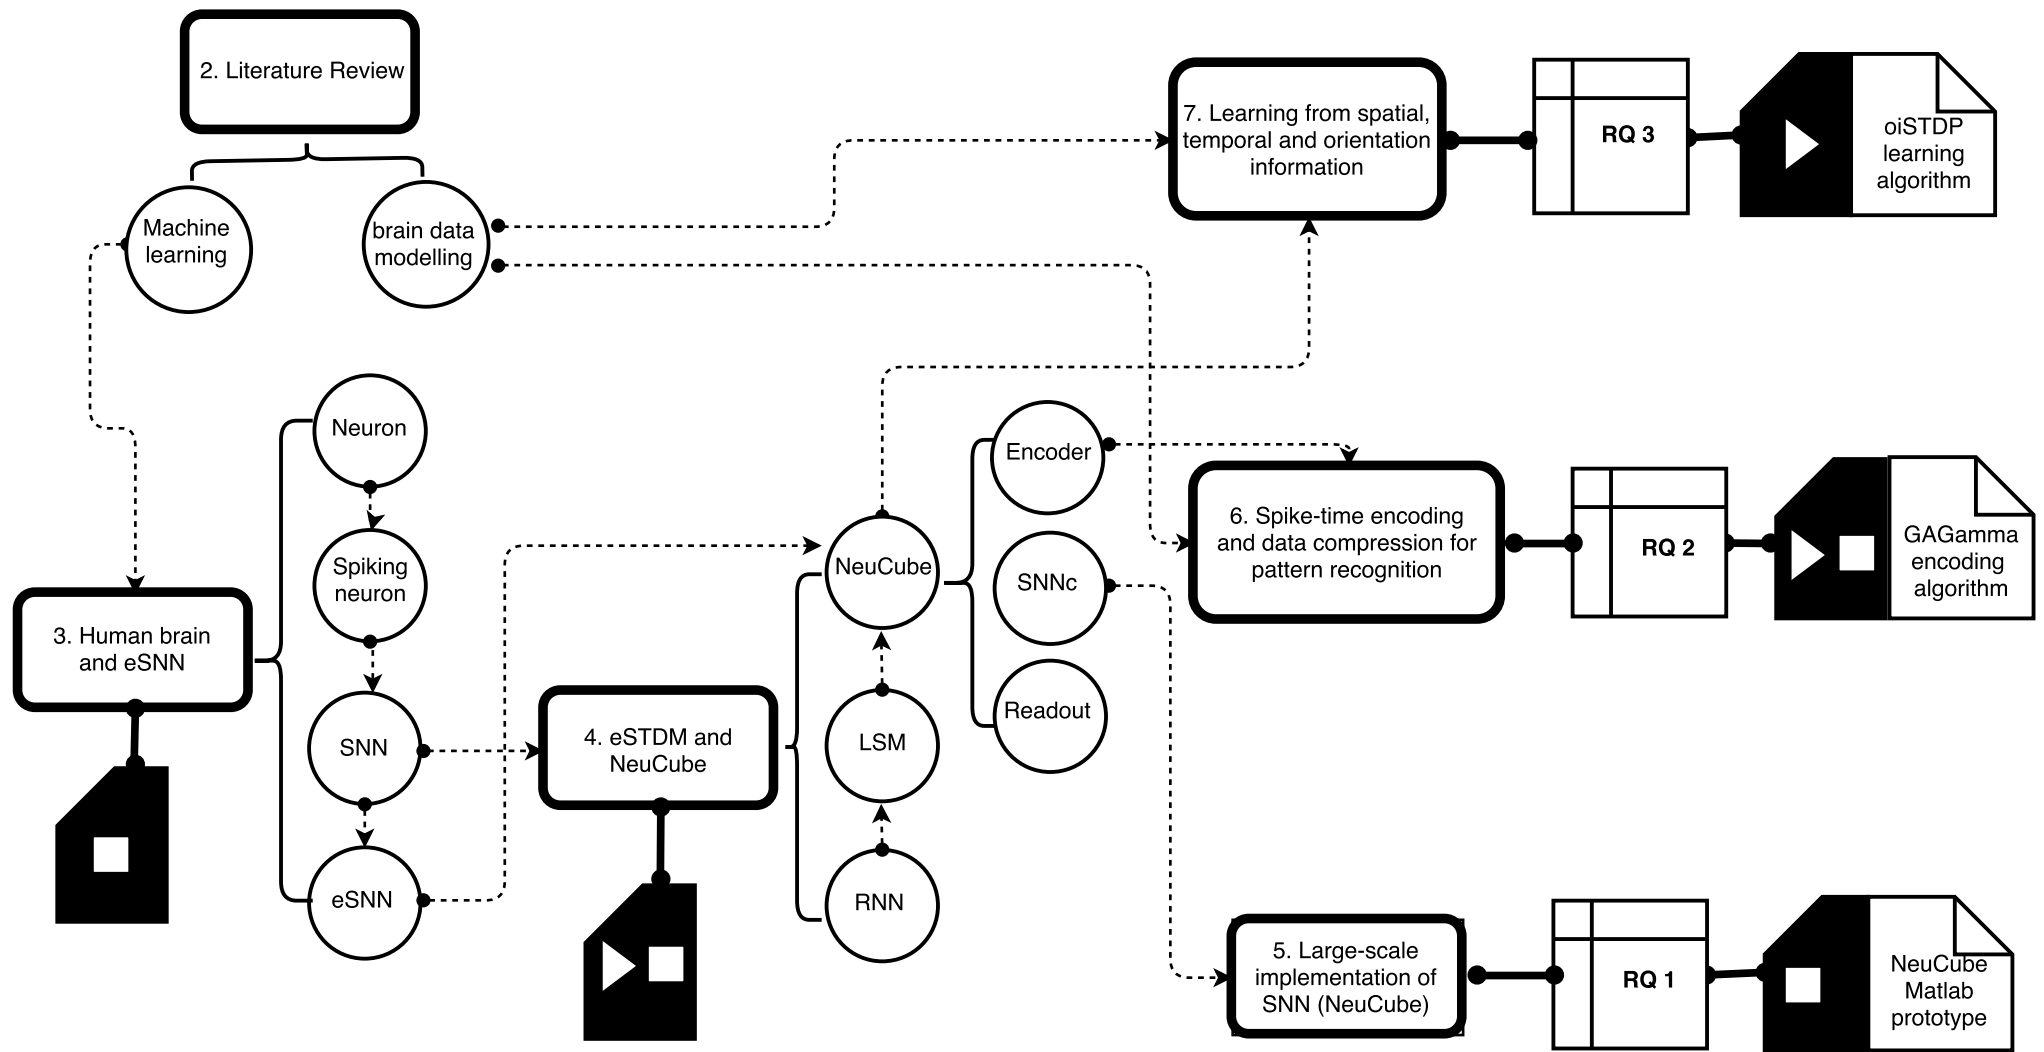 2. Literature Review
Machine
learning
brain data
modelling
7. Learning from spatial,
temporal and orientation
information
RQ 3
oiSTDP
learning
algorithm
Neuron
Spiking
neuron
SNN
eSNN
3. Human brain
and eSNN
4. eSTDM and
NeuCube
NeuCube
LSM
RNN
Encoder
SNNc
Readout
6. Spike-time encoding
and data compression for
pattern recognition
RQ 2
GAGamma
encoding
algorithm
5. Large-scale
implementation of
SNN (NeuCube)
RQ 1
NeuCube
Matlab
prototype